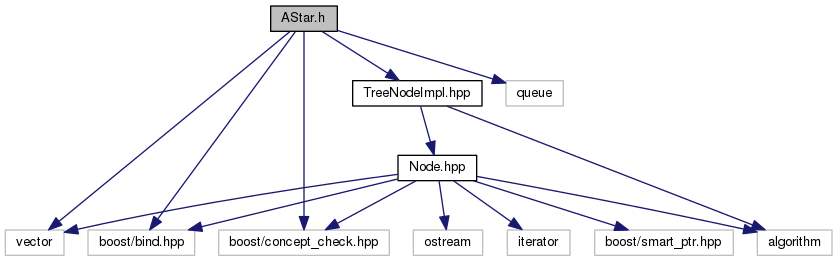 AStar.h
TreeNodeImpl.hpp
queue
Node.hpp
vector
boost/bind.hpp
boost/concept_check.hpp
ostream
iterator
boost/smart_ptr.hpp
algorithm